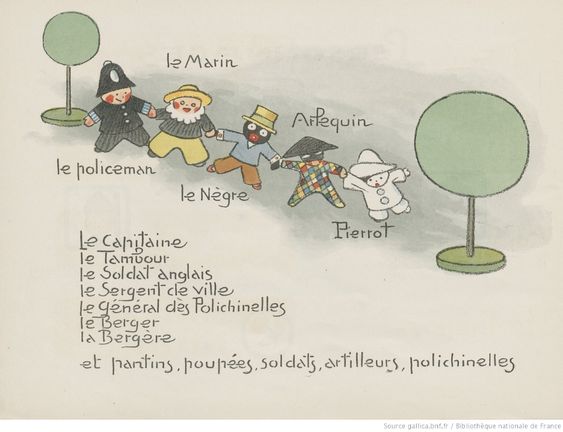 le Marin
Arlequin
le policeman
le Nègre
Pierrot
Le Capitaine
le Tambour
le Soldat anglais
le Sergent de ville
le Général des Polichinelles
le Berger
la Bergère
et pantins, poupées, soldats, artilleurs, polichinelles
Source gallica.bnf.fr / Bibliothèque nationale de France